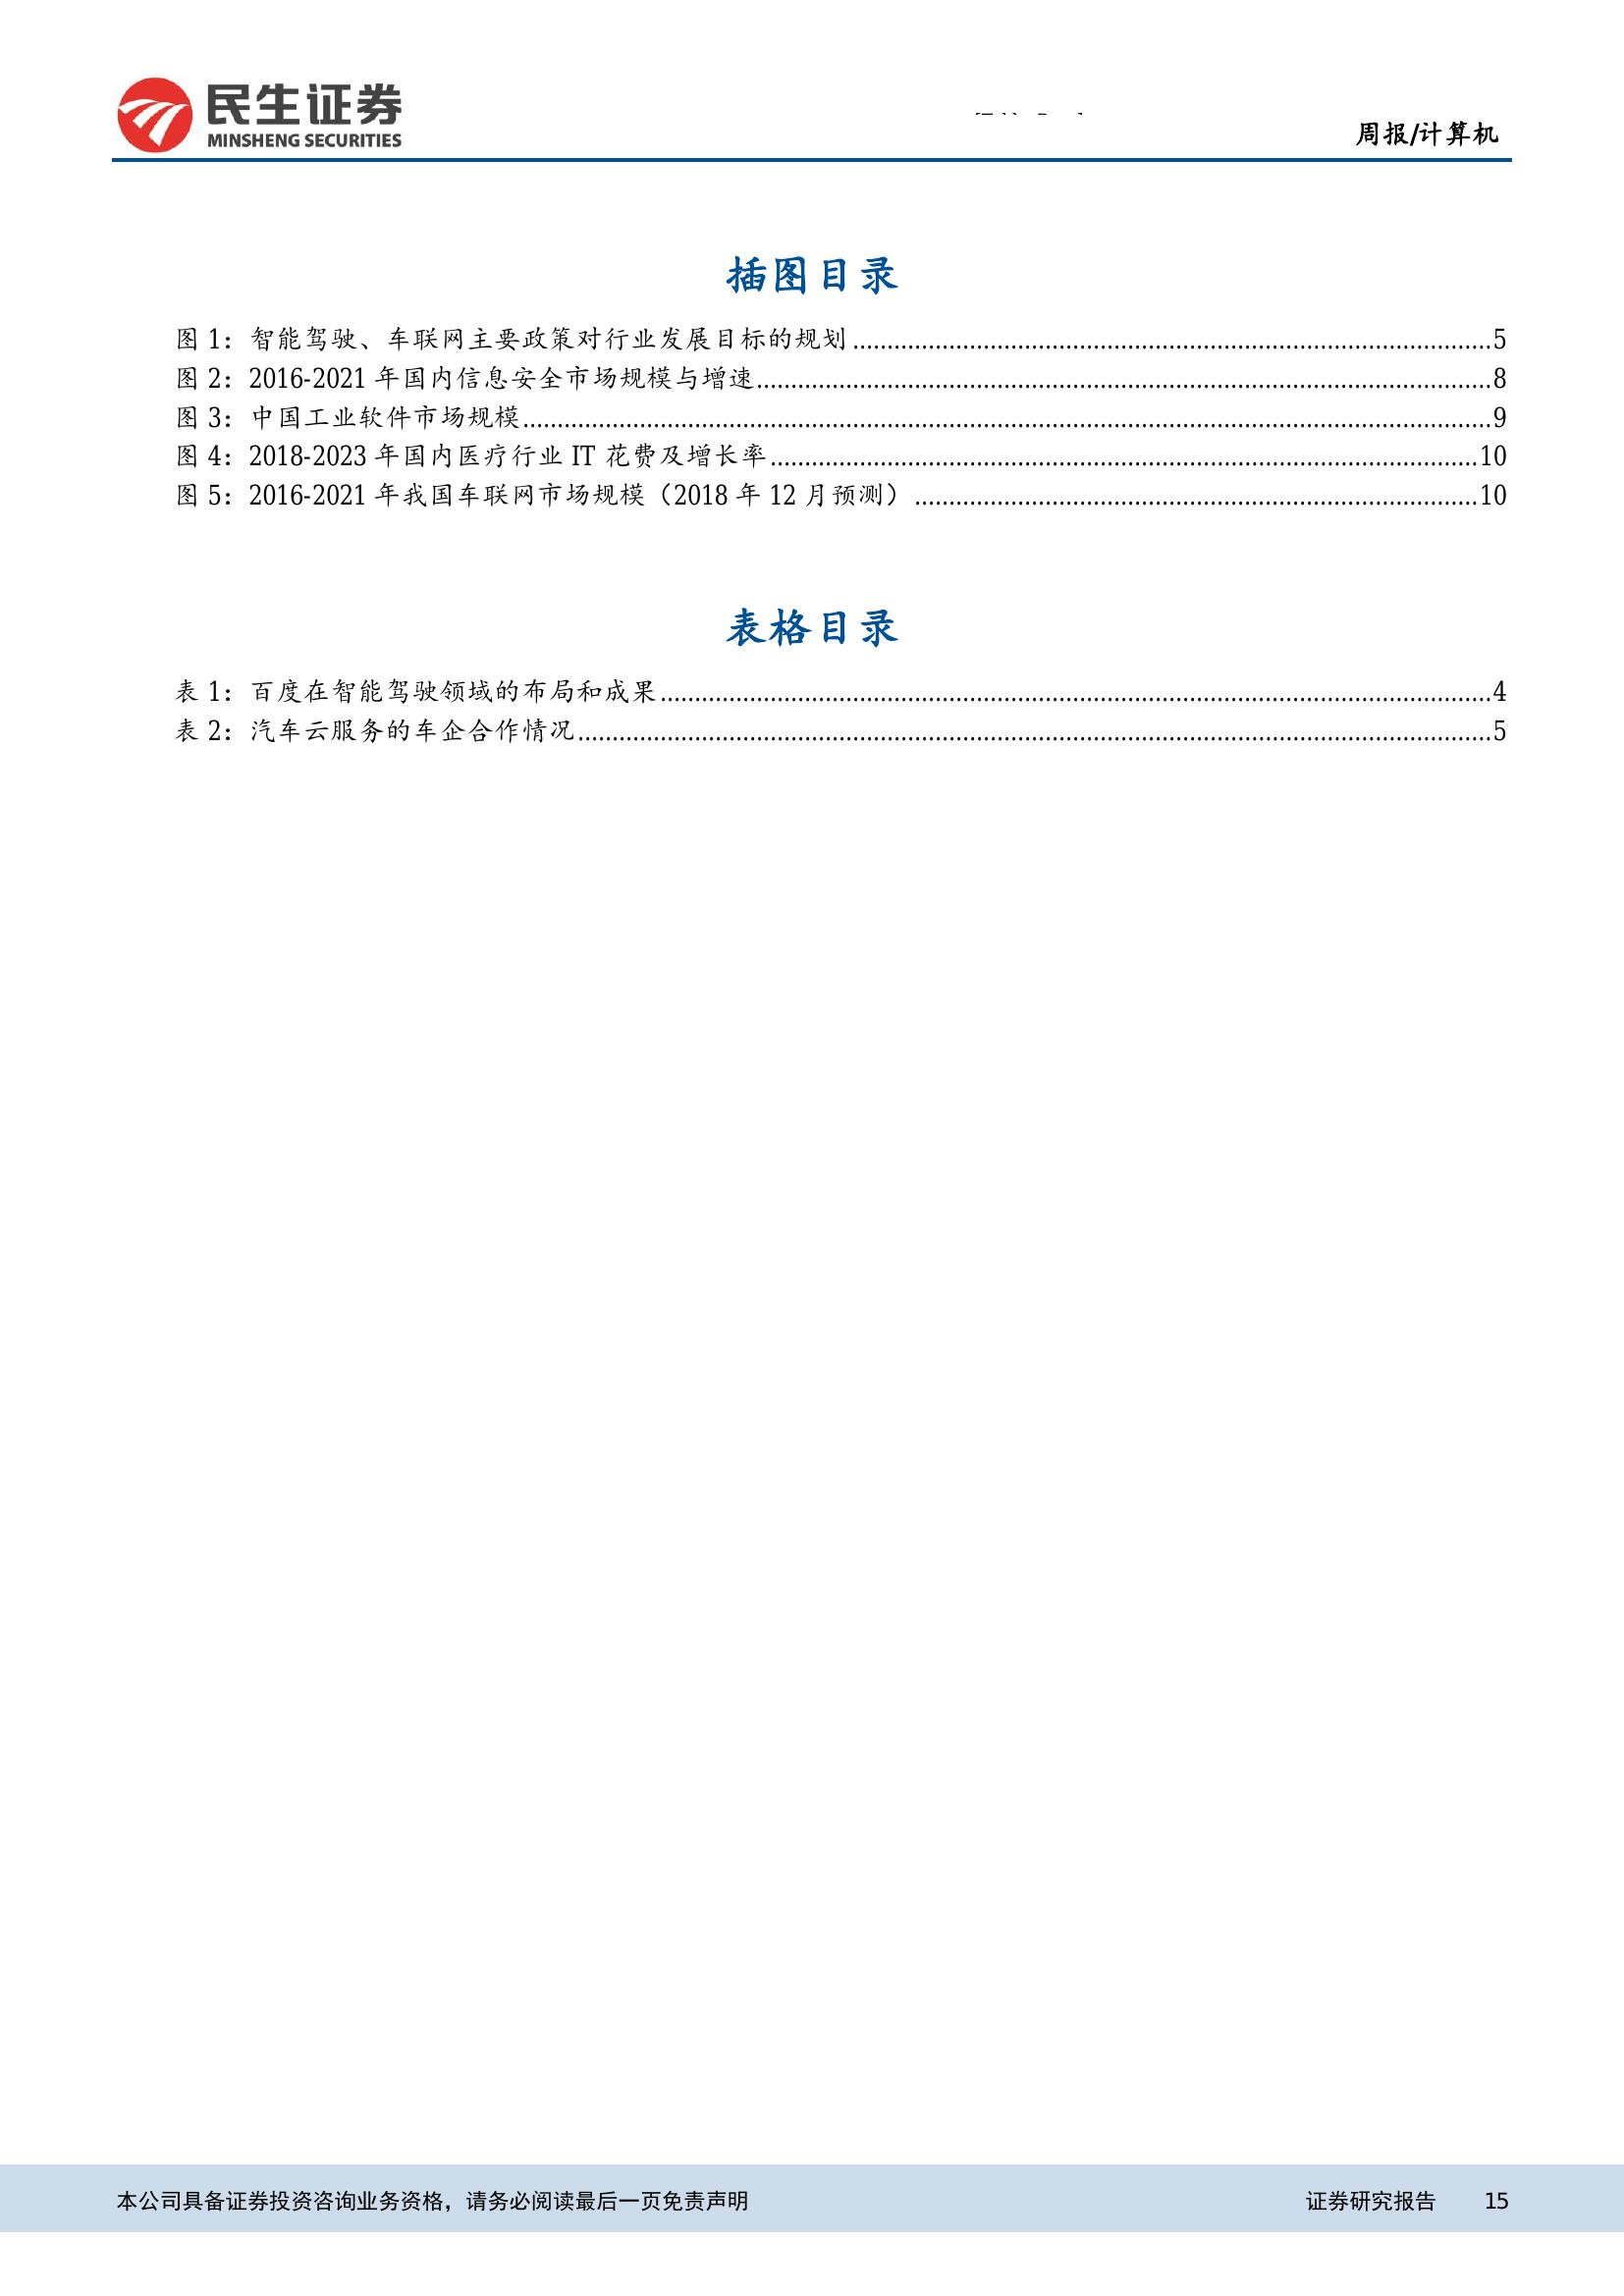 民生证券
MINSHENG SECURITIES
周报/计算机
插图目录
图 1：智能驾驶、车联网主要政策对行业发展目标的规划......5
图 2：2016-2021 年国内信息安全市场规模与增速......8
图 3：中国工业软件市场规模......9
图 4：2018-2023 年国内医疗行业 IT 花费及增长率......10
图 5：2016-2021 年我国车联网市场规模（2018 年 12 月预测）......10
表格目录
表 1：百度在智能驾驶领域的布局和成果......4
表 2：汽车云服务的车企合作情况......5
本公司具备证券投资咨询业务资格，请务必阅读最后一页免责声明 证券研究报告 15